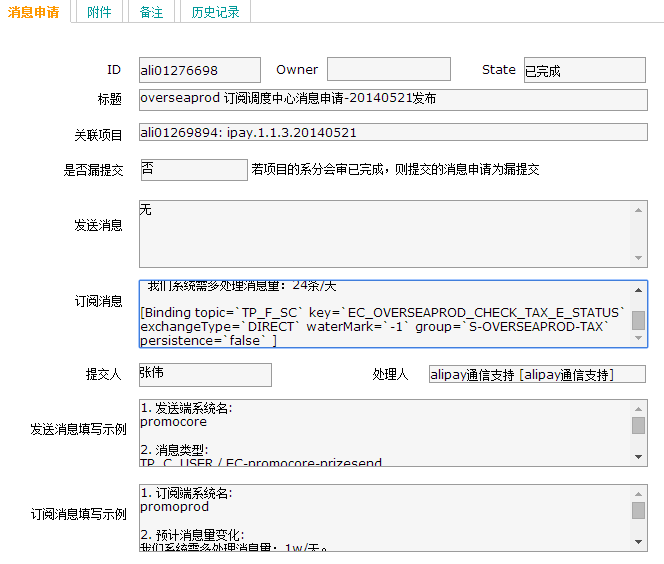 消息申请 附件 备注 历史记录
ID ali01276698 Owner State 已完成
标题 overseaprod 订阅调度中心消息申请-20140521发布
关联项目 ali01269894: ipay.1.1.3.20140521
是否漏提交 否 若项目的系分会审已完成，则提交的消息申请为漏提交
发送消息 无
订阅消息
我们系统需多处理消息量：24条/天
[Binding topic=`TP_F_SC` key=`EC_OVERSEAPROD_CHECK_TAX_E_STATUS`
exchangeType=`DIRECT` waterMark=`-1` group=`S-OVERSEAPROD-TAX`
persistence=`false` ]
提交人 张伟 处理人 alipay通信支持 [alipay通信支持]
发送消息填写示例
1. 发送端系统名:
promocore
2. 消息类型:
TP_C_USER / EC-promocore-prizesend
订阅消息填写示例
1. 订阅端系统名:
promoprod
2. 预计消息量变化:
我们系统需多处理消息量：1w/天。